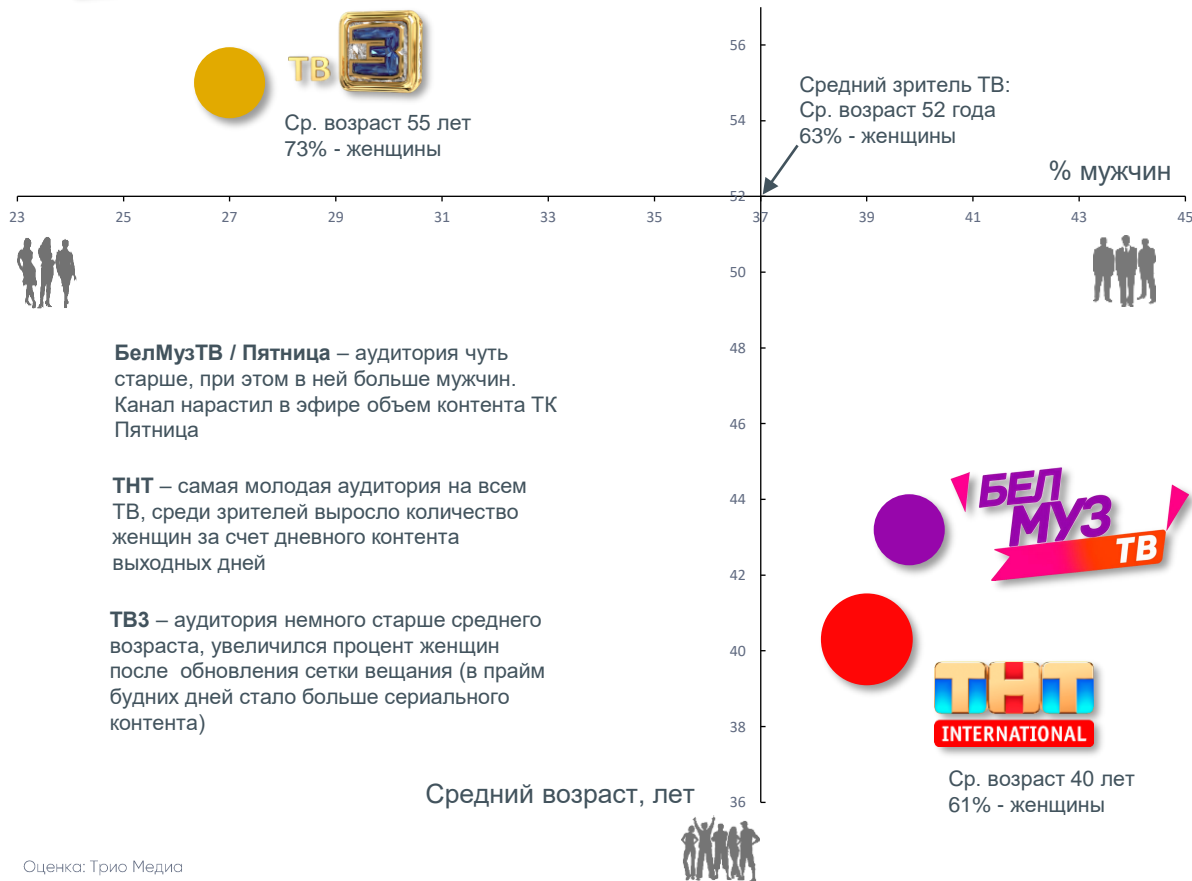 ТВ 3
Ср. возраст 55 лет
73% - женщины
56
54
52
50
48
46
44
42
40
38
36
Средний зритель ТВ:
Ср. возраст 52 года
63% - женщины
% мужчин
23 25 27 29 31 33 35 37 39 41 43 45
БелМузТВ / Пятница – аудитория чуть
старше, при этом в ней больше мужчин.
Канал нарастил в эфире объем контента ТК
Пятница
ТНТ – самая молодая аудитория на всем
ТВ, среди зрителей выросло количество
женщин за счет дневного контента
выходных дней
ТВ3 – аудитория немного старше среднего
возраста, увеличился процент женщин
после обновления сетки вещания (в прайм
будних дней стало больше сериального
контента)
БЕЛ
МУЗ
ТВ
ТНТ
INTERNATIONAL
Ср. возраст 40 лет
61% - женщины
Средний возраст, лет
Оценка: Трио Медиа